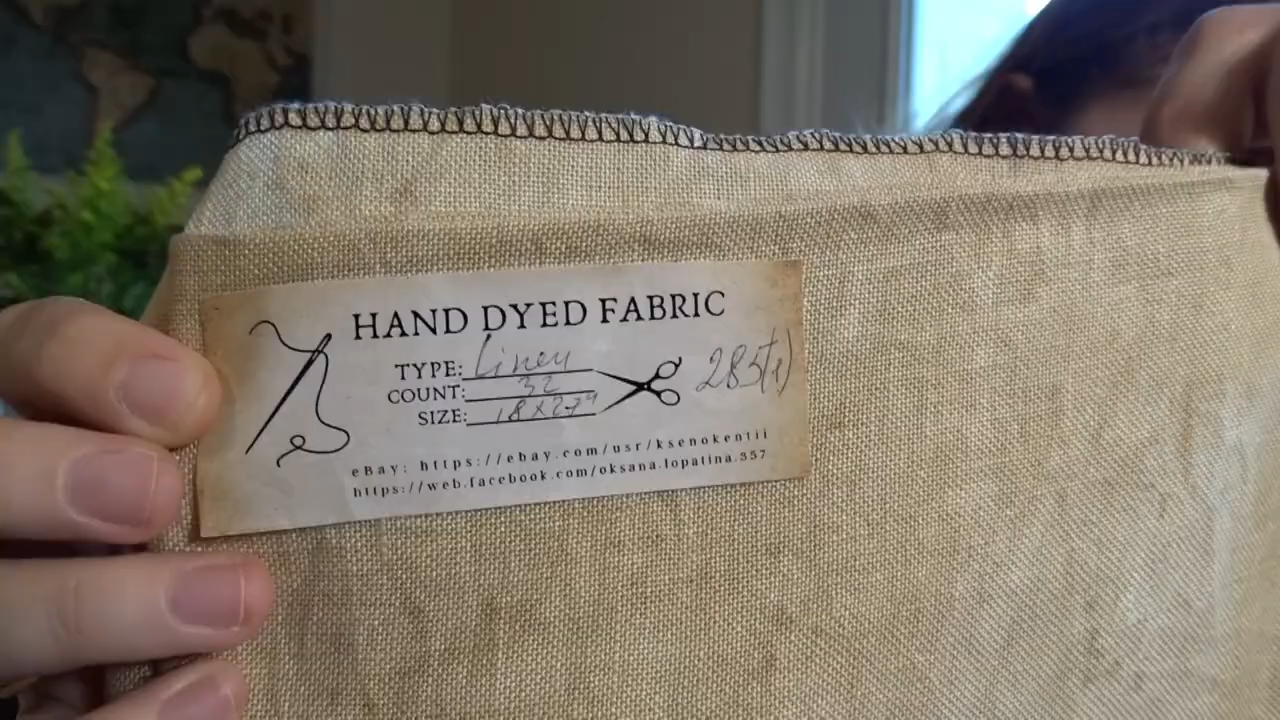 HAND DYED FABRIC
TYPE: Linen
COUNT: 32
SIZE: 18x27"
285(1)
eBay: https://ebay.com/usr/ksenokentii
https://web.facebook.com/oksana.lopatina.357